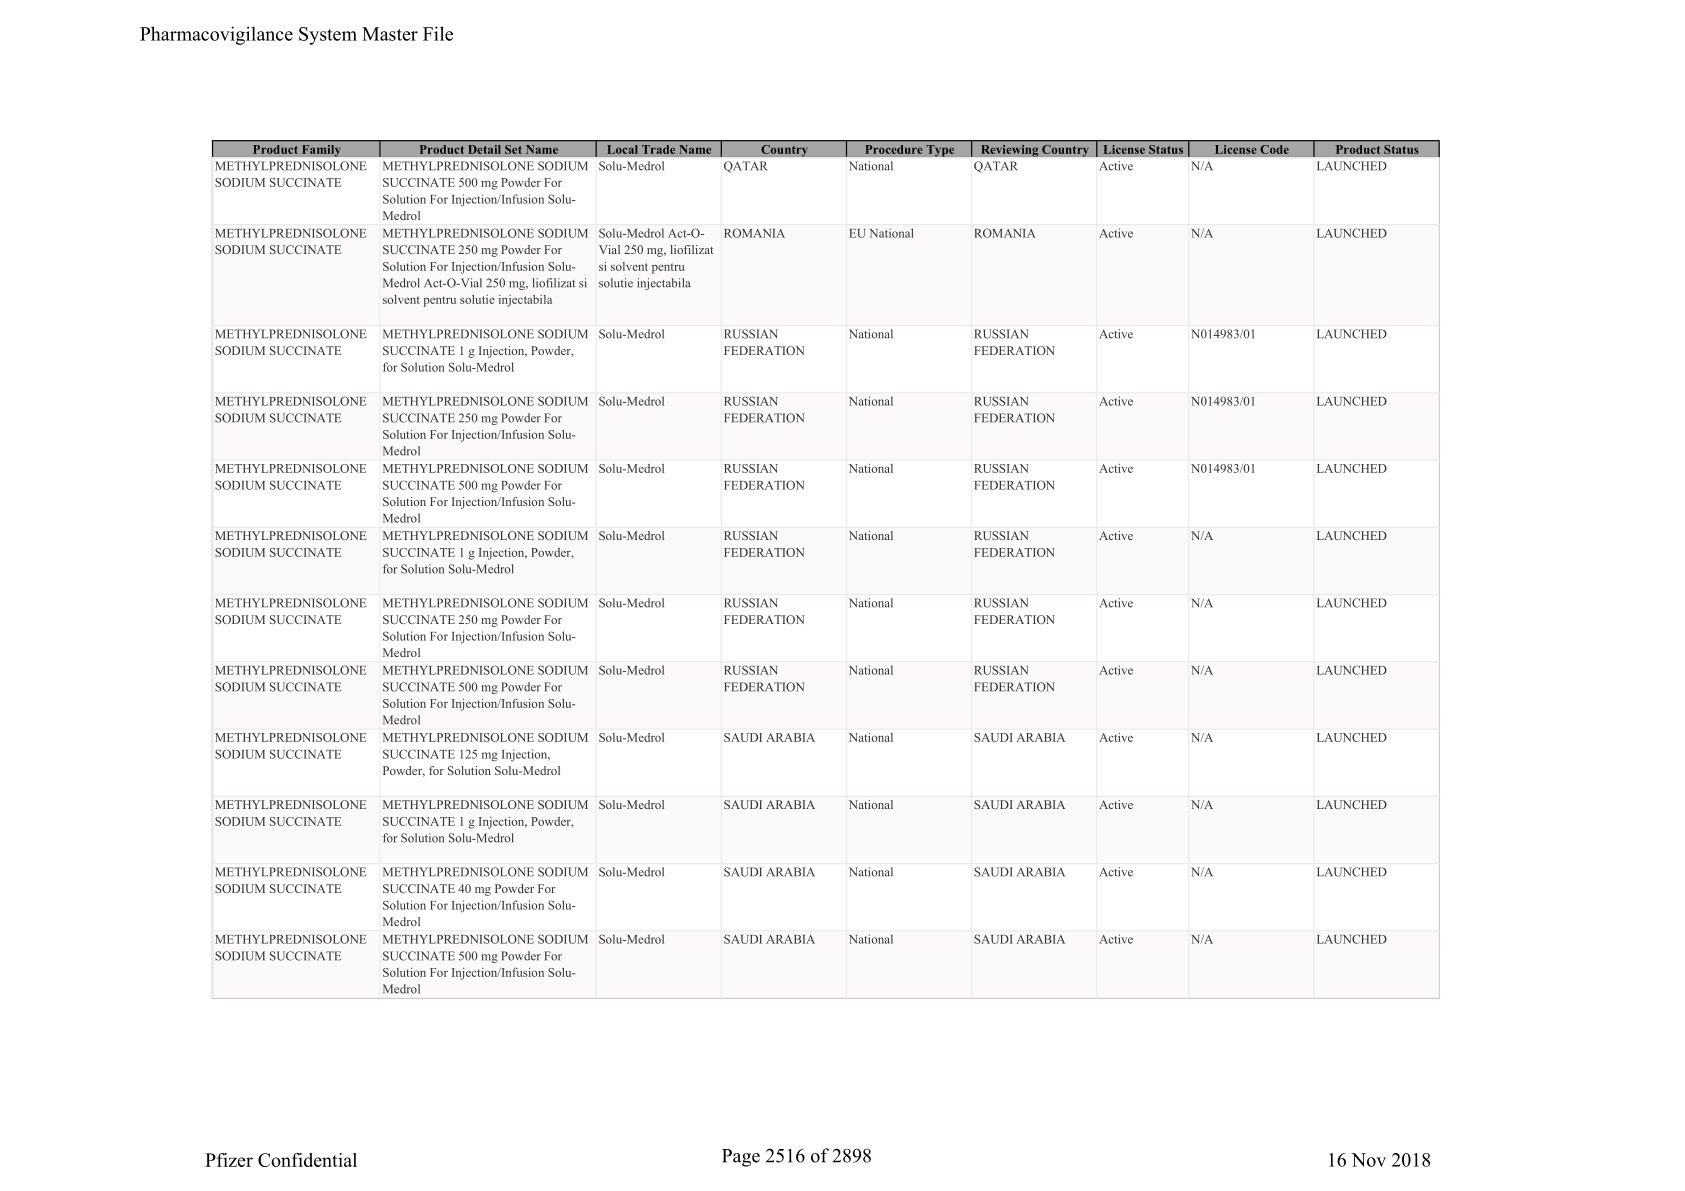 Pharmacovigilance System Master File
Product Family Product Detail Set Name Local Trade Name Country Procedure Type Reviewing Country License Status License Code Product Status
METHYLPREDNISOLONE METHYLPREDNISOLONE SODIUM Solu-Medrol QATAR National QATAR Active N/A LAUNCHED
SODIUM SUCCINATE SUCCINATE 500 mg Powder For
Solution For Injection/Infusion Solu-
Medrol
METHYLPREDNISOLONE METHYLPREDNISOLONE SODIUM Solu-Medrol Act-O- ROMANIA EU National ROMANIA Active N/A LAUNCHED
SODIUM SUCCINATE SUCCINATE 250 mg Powder For Vial 250 mg, liofilizat
Solution For Injection/Infusion Solu- si solvent pentru
Medrol Act-O-Vial 250 mg, liofilizat si solutie injectabila
solvent pentru solutie injectabila
METHYLPREDNISOLONE METHYLPREDNISOLONE SODIUM Solu-Medrol RUSSIAN National RUSSIAN Active N014983/01 LAUNCHED
SODIUM SUCCINATE SUCCINATE 1 g Injection, Powder, FEDERATION FEDERATION
for Solution Solu-Medrol
METHYLPREDNISOLONE METHYLPREDNISOLONE SODIUM Solu-Medrol RUSSIAN National RUSSIAN Active N014983/01 LAUNCHED
SODIUM SUCCINATE SUCCINATE 250 mg Powder For FEDERATION FEDERATION
Solution For Injection/Infusion Solu-
Medrol
METHYLPREDNISOLONE METHYLPREDNISOLONE SODIUM Solu-Medrol RUSSIAN National RUSSIAN Active N014983/01 LAUNCHED
SODIUM SUCCINATE SUCCINATE 500 mg Powder For FEDERATION FEDERATION
Solution For Injection/Infusion Solu-
Medrol
METHYLPREDNISOLONE METHYLPREDNISOLONE SODIUM Solu-Medrol RUSSIAN National RUSSIAN Active N/A LAUNCHED
SODIUM SUCCINATE SUCCINATE 1 g Injection, Powder, FEDERATION FEDERATION
for Solution Solu-Medrol
METHYLPREDNISOLONE METHYLPREDNISOLONE SODIUM Solu-Medrol RUSSIAN National RUSSIAN Active N/A LAUNCHED
SODIUM SUCCINATE SUCCINATE 250 mg Powder For FEDERATION FEDERATION
Solution For Injection/Infusion Solu-
Medrol
METHYLPREDNISOLONE METHYLPREDNISOLONE SODIUM Solu-Medrol RUSSIAN National RUSSIAN Active N/A LAUNCHED
SODIUM SUCCINATE SUCCINATE 500 mg Powder For FEDERATION FEDERATION
Solution For Injection/Infusion Solu-
Medrol
METHYLPREDNISOLONE METHYLPREDNISOLONE SODIUM Solu-Medrol SAUDI ARABIA National SAUDI ARABIA Active N/A LAUNCHED
SODIUM SUCCINATE SUCCINATE 125 mg Injection,
Powder, for Solution Solu-Medrol
METHYLPREDNISOLONE METHYLPREDNISOLONE SODIUM Solu-Medrol SAUDI ARABIA National SAUDI ARABIA Active N/A LAUNCHED
SODIUM SUCCINATE SUCCINATE 1 g Injection, Powder,
for Solution Solu-Medrol
METHYLPREDNISOLONE METHYLPREDNISOLONE SODIUM Solu-Medrol SAUDI ARABIA National SAUDI ARABIA Active N/A LAUNCHED
SODIUM SUCCINATE SUCCINATE 40 mg Powder For
Solution For Injection/Infusion Solu-
Medrol
METHYLPREDNISOLONE METHYLPREDNISOLONE SODIUM Solu-Medrol SAUDI ARABIA National SAUDI ARABIA Active N/A LAUNCHED
SODIUM SUCCINATE SUCCINATE 500 mg Powder For
Solution For Injection/Infusion Solu-
Medrol
Pfizer Confidential Page 2516 of 2898 16 Nov 2018